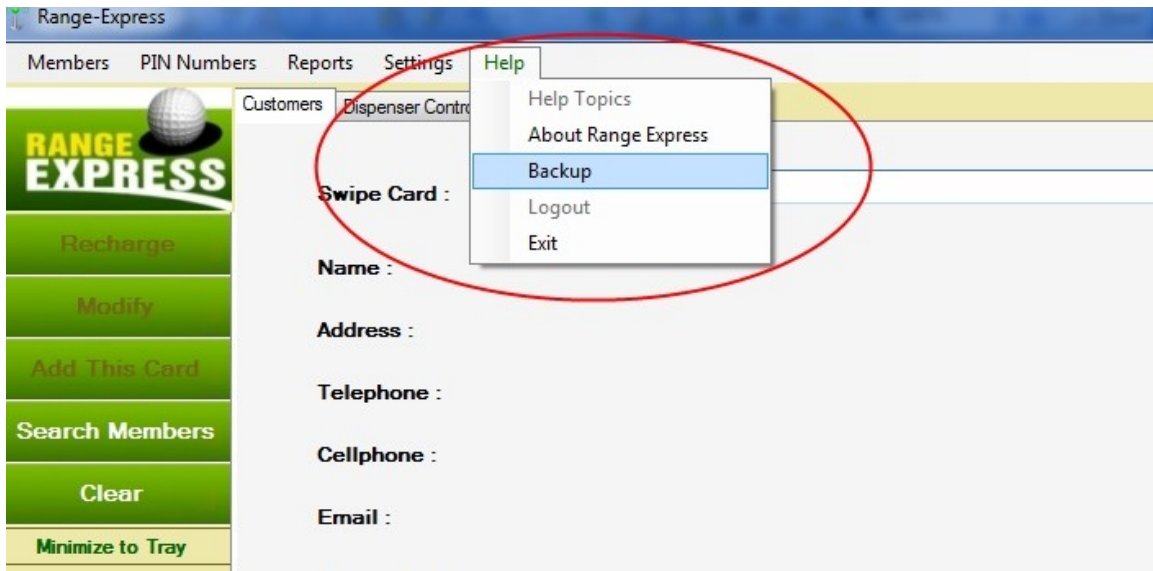 Range-Express
Members PIN Numbers Reports Settings Help
Customers Dispenser Contro
Help Topics
About Range Express
Backup
Logout
Exit
RANGE
EXPRESS
Recharge
Modify
Add This Card
Search Members
Clear
Minimize to Tray
Swipe Card :
Name :
Address :
Telephone :
Cellphone :
Email :